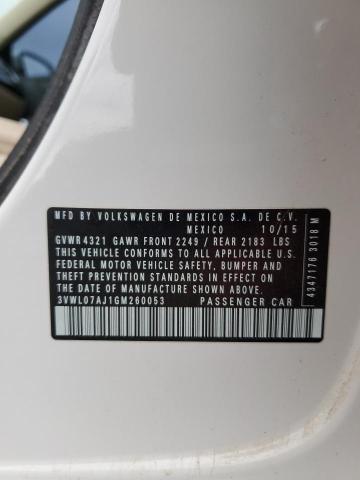 MFD BY VOLKSWAGEN DE MEXICO S.A. DE C.V.
MEXICO 10/15
GVWR 4321 GAWR FRONT 2249 / REAR 2183 LBS
THIS VEHICLE CONFORMS TO ALL APPLICABLE U.S.
FEDERAL MOTOR VEHICLE SAFETY, BUMPER AND
THEFT PREVENTION STANDARDS IN EFFECT ON THE
DATE OF MANUFACTURE SHOWN ABOVE.
3VWL07AJ1GM260053 PASSENGER CAR
4347176 3018 M